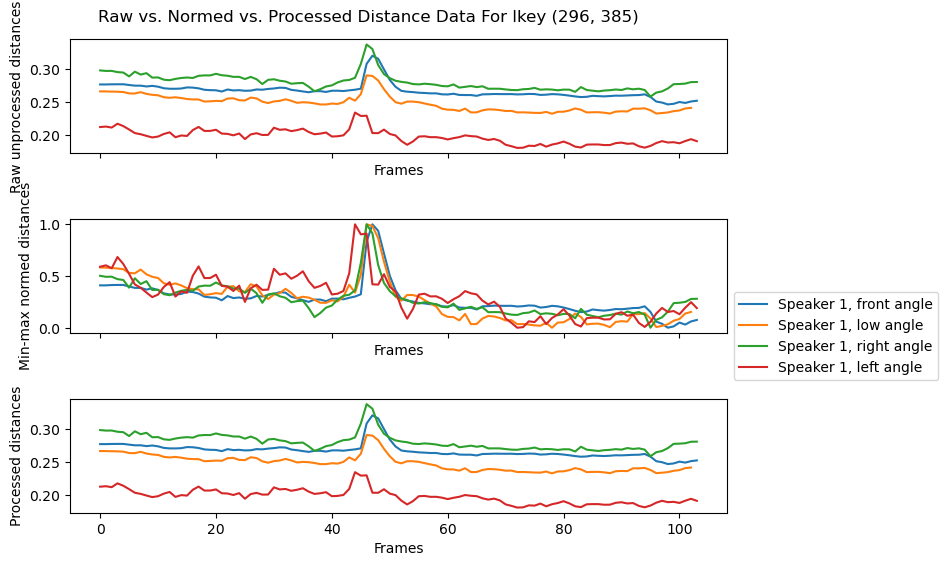 Raw vs. Normed vs. Processed Distance Data For lkey (296, 385)
Raw unprocessed distances
0.30
0.25
0.20
Frames
Min-max normed distances
1.0
0.5
0.0
Frames
Speaker 1, front angle
Speaker 1, low angle
Speaker 1, right angle
Speaker 1, left angle
Processed distances
0.30
0.25
0.20
0 20 40 60 80 100
Frames